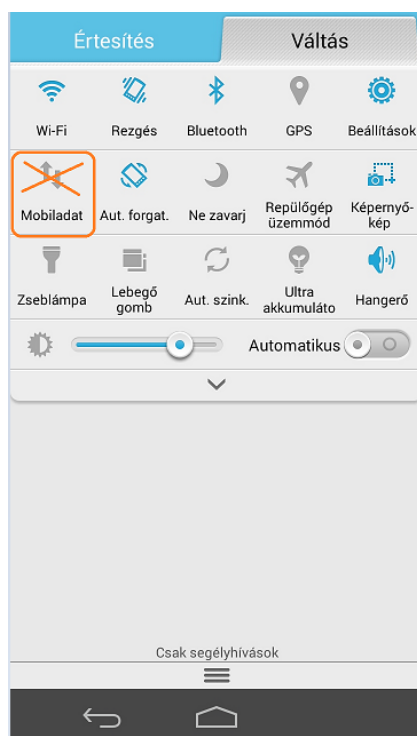 Értesítés Váltás
Wi-Fi Rezgés Bluetooth GPS Beállítások
Mobiladat Aut. forgat. Ne zavarj Repülőgép üzemmód Képernyő-kép
Zseblámpa Lebegő gomb Aut. szink. Ultra akkumuláto Hangerő
Automatikus
Csak segélyhívások